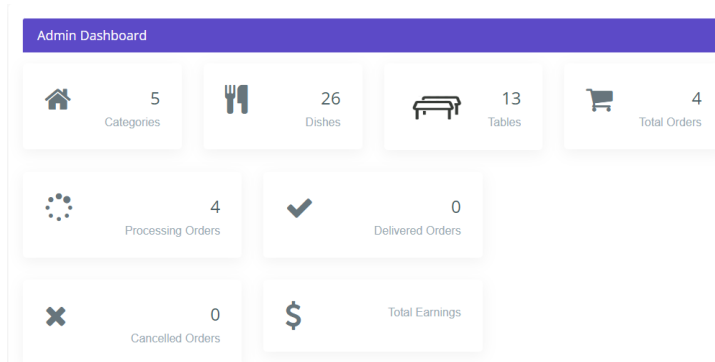 Admin Dashboard
5
Categories
26
Dishes
13
Tables
4
Total Orders
4
Processing Orders
0
Delivered Orders
0
Cancelled Orders
$
Total Earnings